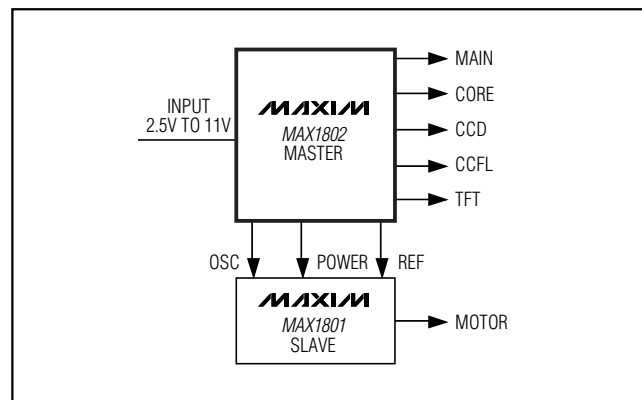 INPUT
2.5V TO 11V
MAXIM
MAX1802
MASTER
MAIN
CORE
CCD
CCFL
TFT
OSC
POWER
REF
MAXIM
MAX1801
SLAVE
MOTOR